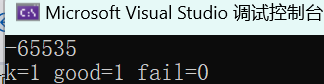 Microsoft Visual Studio 调试控制台
-65535
k=1 good=1 fail=0